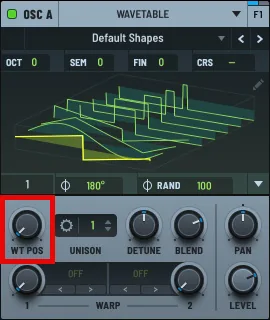 OSC A WAVETABLE F1
Default Shapes
OCT 0 SEM 0 FIN 0 CRS –
1 180° RAND 100
1
WT POS UNISON DETUNE BLEND PAN
OFF OFF
1 WARP 2 LEVEL